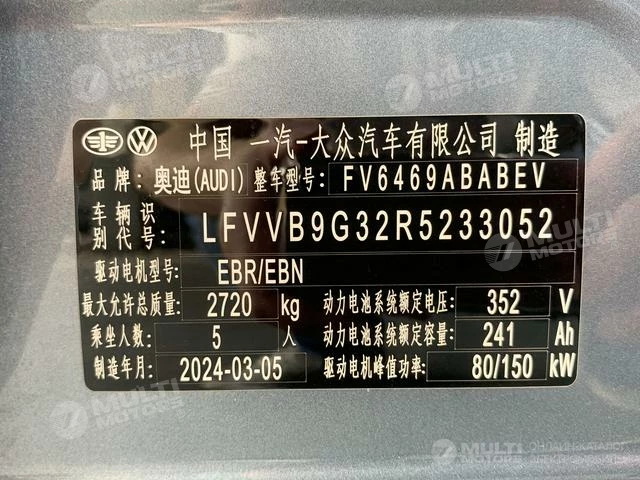 MULTI MOTORS
中国 一汽-大众汽车有限公司 制造
品牌: 奥迪(AUDI) 整车型号: FV6469ABABEV
车辆识别代号: LFVVB9G32R5233052
驱动电机型号: EBR/EBN
最大允许总质量: 2720 kg 动力电池系统额定电压: 352 V
乘坐人数: 5 人 动力电池系统额定容量: 241 Ah
制造年月: 2024-03-05 驱动电机峰值功率: 80/150 kW
MULTI MOTORS
ОНЛАЙН-КАТАЛОГ